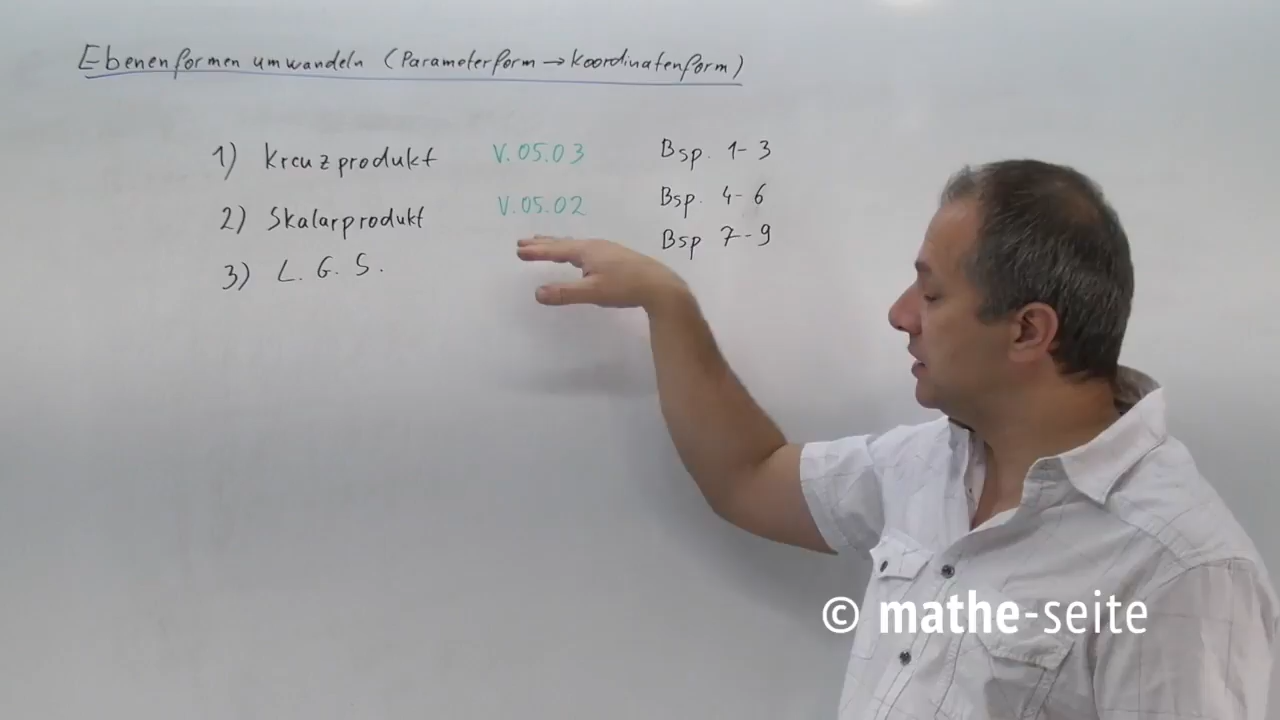 Ebenenformen umwandeln (Parameterform → Koordinatenform)
1) Kreuzprodukt V.05.03 Bsp. 1-3
2) Skalarprodukt V.05.02 Bsp. 4-6
3) L. G. S. Bsp 7-9
© mathe-seite